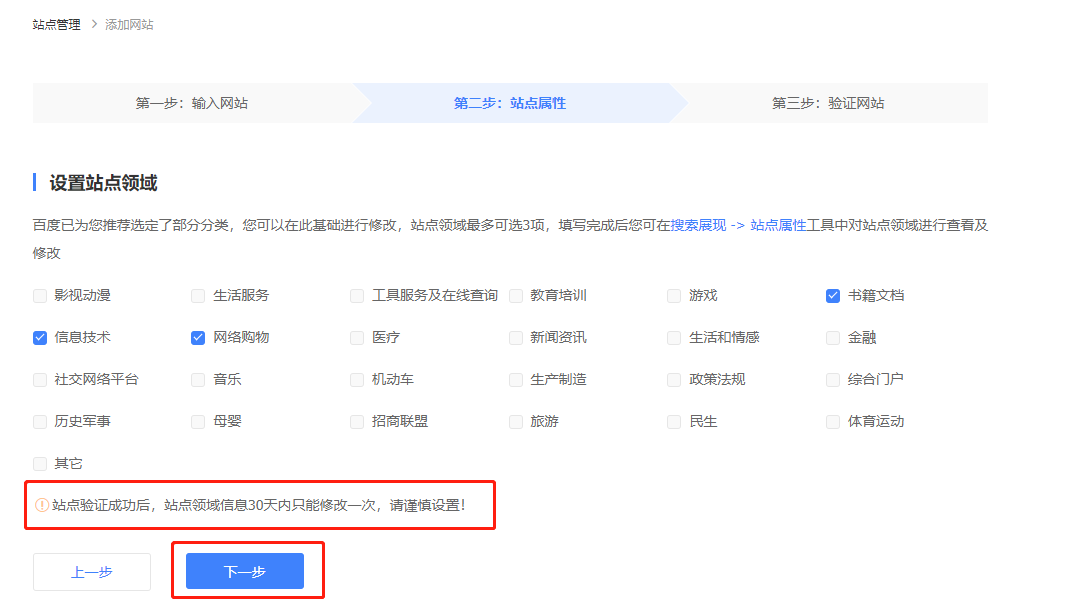 站点管理 > 添加网站
第一步：输入网站 第二步：站点属性 第三步：验证网站
设置站点领域
百度已为您推荐选定了部分分类，您可以在此基础进行修改，站点领域最多可选3项，填写完成后您可在搜索展现 -> 站点属性工具中对站点领域进行查看及
修改
影视动漫 生活服务 工具服务及在线查询 教育培训 游戏 书籍文档
信息技术 网络购物 医疗 新闻资讯 生活和情感 金融
社交网络平台 音乐 机动车 生产制造 政策法规 综合门户
历史军事 母婴 招商联盟 旅游 民生 体育运动
其它
站点验证成功后，站点领域信息30天内只能修改一次，请谨慎设置！
上一步 下一步